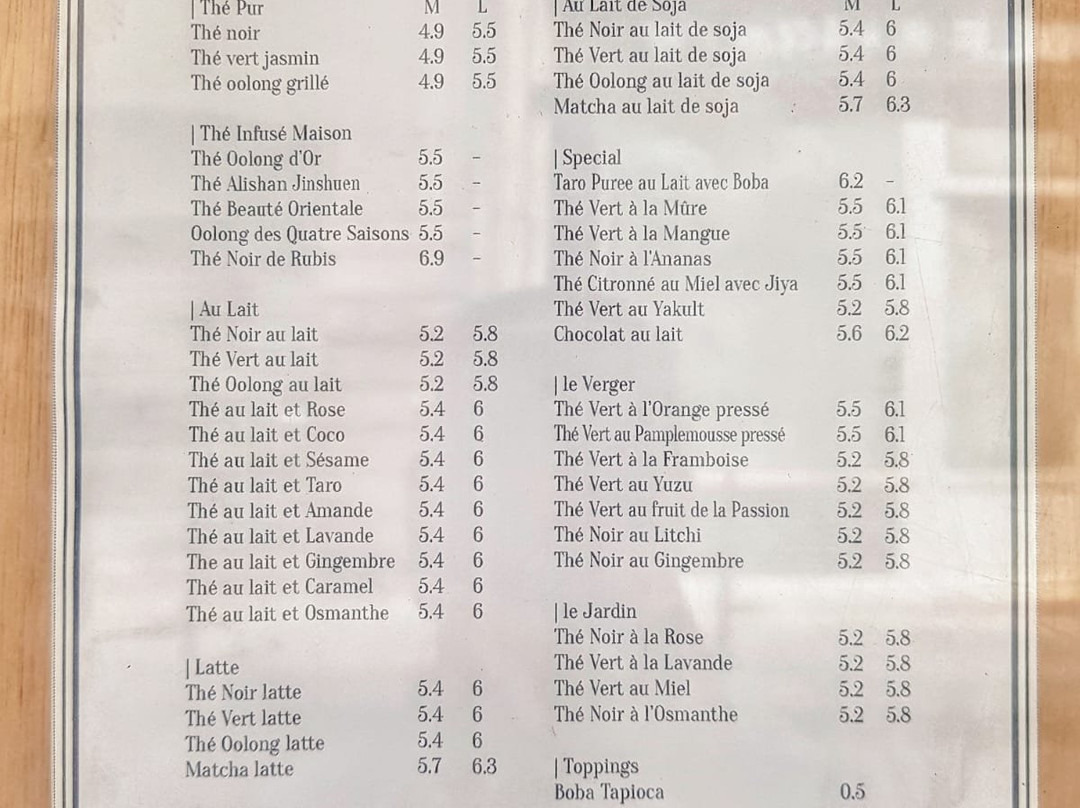 | Thé Pur M L
Thé noir 4.9 5.5
Thé vert jasmin 4.9 5.5
Thé oolong grillé 4.9 5.5
| Thé Infusé Maison
Thé Oolong d'Or 5.5 -
Thé Alishan Jinshuen 5.5 -
Thé Beauté Orientale 5.5 -
Oolong des Quatre Saisons 5.5 -
Thé Noir de Rubis 6.9 -
| Au Lait
Thé Noir au lait 5.2 5.8
Thé Vert au lait 5.2 5.8
Thé Oolong au lait 5.2 5.8
Thé au lait et Rose 5.4 6
Thé au lait et Coco 5.4 6
Thé au lait et Sésame 5.4 6
Thé au lait et Taro 5.4 6
Thé au lait et Amande 5.4 6
Thé au lait et Lavande 5.4 6
The au lait et Gingembre 5.4 6
Thé au lait et Caramel 5.4 6
Thé au lait et Osmanthe 5.4 6
| Latte
Thé Noir latte 5.4 6
Thé Vert latte 5.4 6
Thé Oolong latte 5.4 6
Matcha latte 5.7 6.3
| Au Lait de Soja M L
Thé Noir au lait de soja 5.4 6
Thé Vert au lait de soja 5.4 6
Thé Oolong au lait de soja 5.4 6
Matcha au lait de soja 5.7 6.3
| Special
Taro Puree au Lait avec Boba 6.2 -
Thé Vert à la Mûre 5.5 6.1
Thé Vert à la Mangue 5.5 6.1
Thé Noir à l'Ananas 5.5 6.1
Thé Citronné au Miel avec Jiya 5.5 6.1
Thé Vert au Yakult 5.2 5.8
Chocolat au lait 5.6 6.2
| le Verger
Thé Vert à l'Orange pressé 5.5 6.1
Thé Vert au Pamplemousse pressé 5.5 6.1
Thé Vert à la Framboise 5.2 5.8
Thé Vert au Yuzu 5.2 5.8
Thé Vert au fruit de la Passion 5.2 5.8
Thé Noir au Litchi 5.2 5.8
Thé Noir au Gingembre 5.2 5.8
| le Jardin
Thé Noir à la Rose 5.2 5.8
Thé Vert à la Lavande 5.2 5.8
Thé Vert au Miel 5.2 5.8
Thé Noir à l'Osmanthe 5.2 5.8
| Toppings
Boba Tapioca 0.5